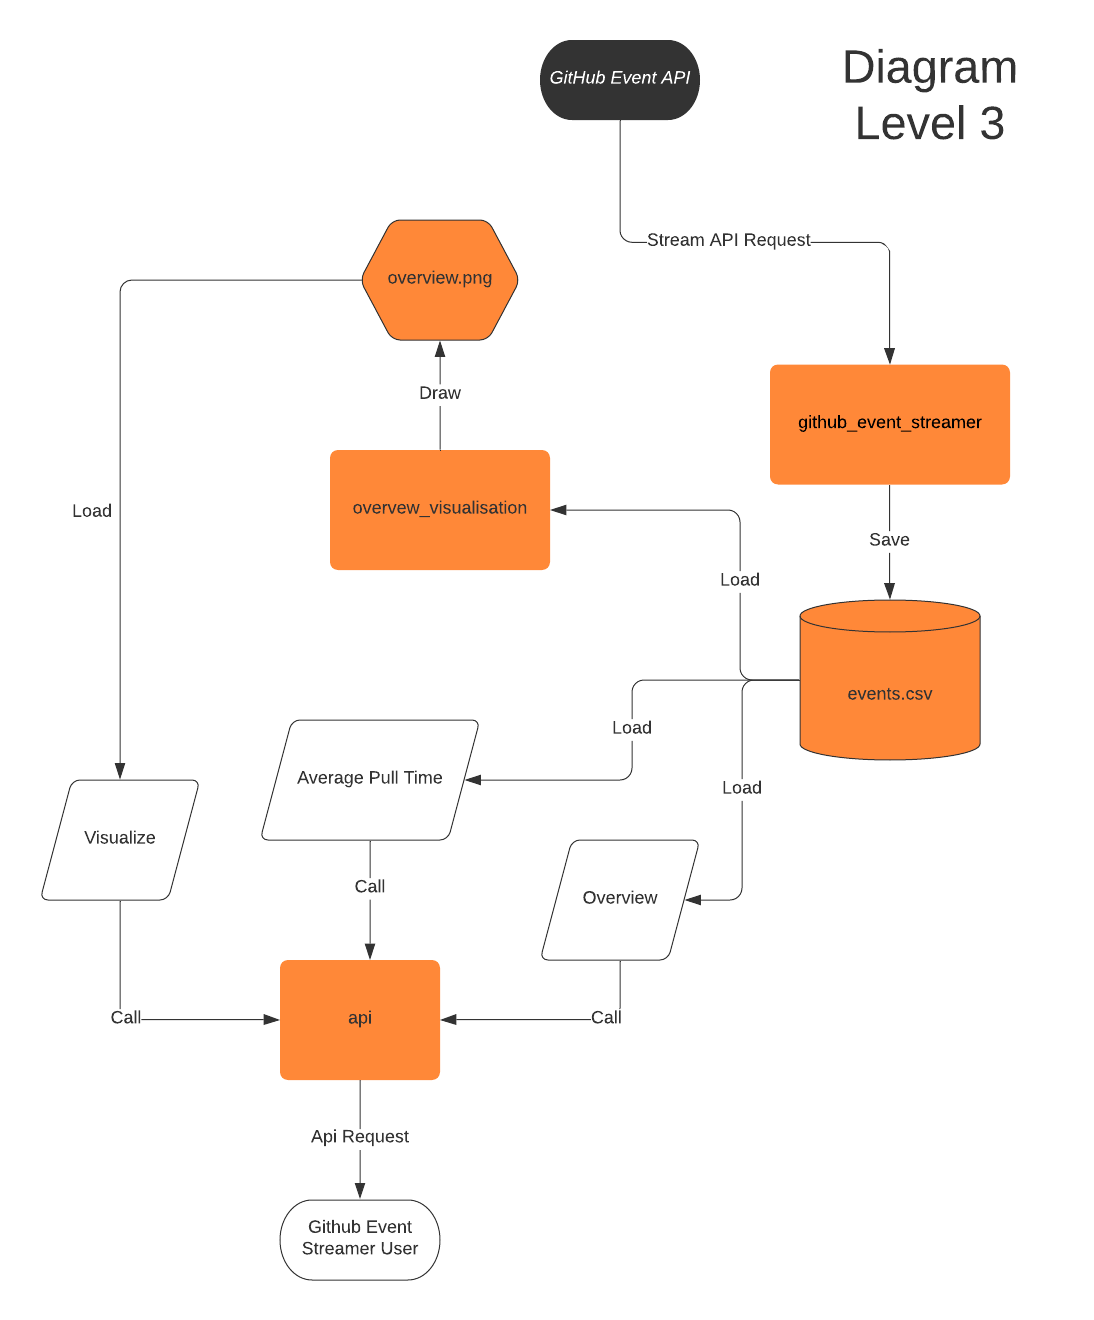 GitHub Event API
Diagram
Level 3
Stream API Request
overview.png
Draw
github_event_streamer
overvew_visualisation
Load
Save
Load
events.csv
Load
Average Pull Time
Load
Visualize
Call
Overview
Call
api
Call
Api Request
Github Event
Streamer User